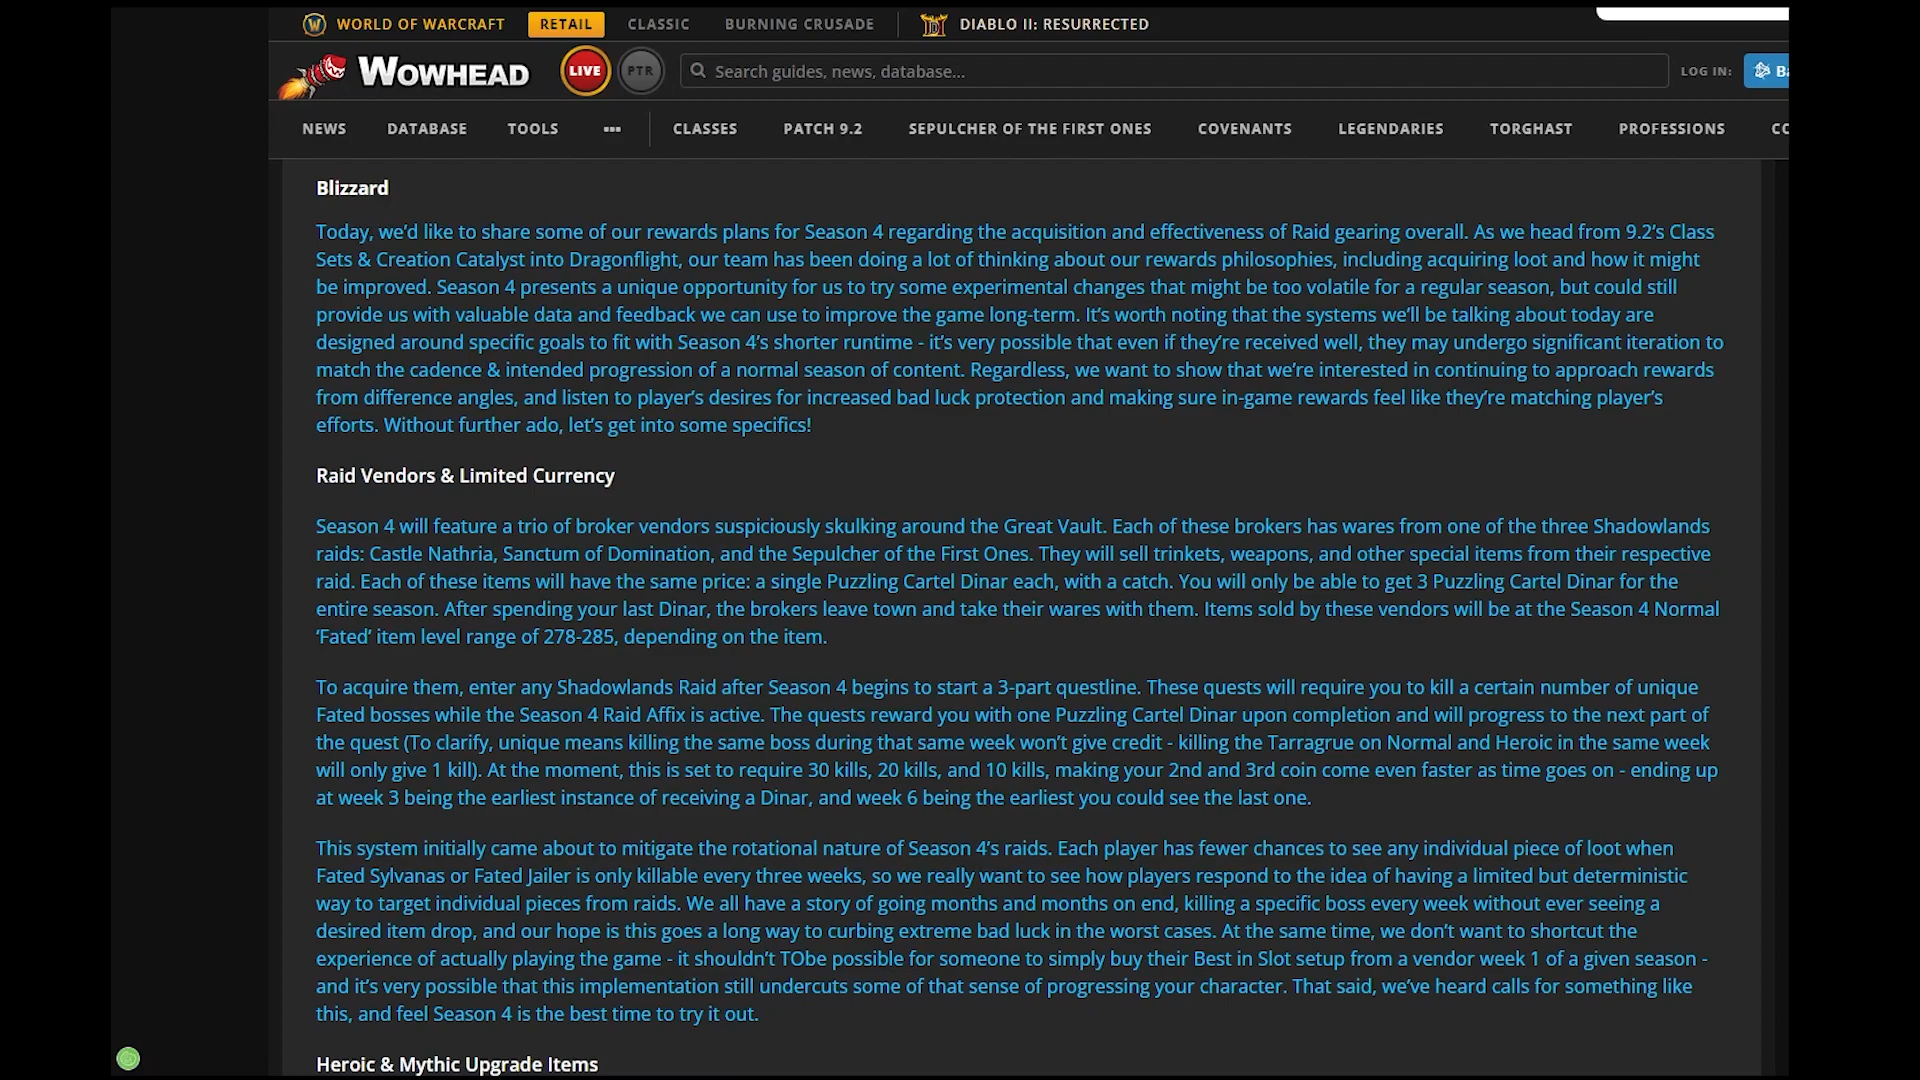 WORLD OF WARCRAFT RETAIL CLASSIC BURNING CRUSADE DIABLO II: RESURRECTED
WOWHEAD LIVE PTR Search guides, news, database... LOG IN: Ba
NEWS DATABASE TOOLS ••• CLASSES PATCH 9.2 SEPULCHER OF THE FIRST ONES COVENANTS LEGENDARIES TORGHAST PROFESSIONS CO
Blizzard
Today, we'd like to share some of our rewards plans for Season 4 regarding the acquisition and effectiveness of Raid gearing overall. As we head from 9.2's Class
Sets & Creation Catalyst into Dragonflight, our team has been doing a lot of thinking about our rewards philosophies, including acquiring loot and how it might
be improved. Season 4 presents a unique opportunity for us to try some experimental changes that might be too volatile for a regular season, but could still
provide us with valuable data and feedback we can use to improve the game long-term. It's worth noting that the systems we'll be talking about today are
designed around specific goals to fit with Season 4's shorter runtime - it's very possible that even if they're received well, they may undergo significant iteration to
match the cadence & intended progression of a normal season of content. Regardless, we want to show that we're interested in continuing to approach rewards
from difference angles, and listen to player's desires for increased bad luck protection and making sure in-game rewards feel like they're matching player's
efforts. Without further ado, let's get into some specifics!
Raid Vendors & Limited Currency
Season 4 will feature a trio of broker vendors suspiciously skulking around the Great Vault. Each of these brokers has wares from one of the three Shadowlands
raids: Castle Nathria, Sanctum of Domination, and the Sepulcher of the First Ones. They will sell trinkets, weapons, and other special items from their respective
raid. Each of these items will have the same price: a single Puzzling Cartel Dinar each, with a catch. You will only be able to get 3 Puzzling Cartel Dinar for the
entire season. After spending your last Dinar, the brokers leave town and take their wares with them. Items sold by these vendors will be at the Season 4 Normal
'Fated' item level range of 278-285, depending on the item.
To acquire them, enter any Shadowlands Raid after Season 4 begins to start a 3-part questline. These quests will require you to kill a certain number of unique
Fated bosses while the Season 4 Raid Affix is active. The quests reward you with one Puzzling Cartel Dinar upon completion and will progress to the next part of
the quest (To clarify, unique means killing the same boss during that same week won't give credit - killing the Tarragrue on Normal and Heroic in the same week
will only give 1 kill). At the moment, this is set to require 30 kills, 20 kills, and 10 kills, making your 2nd and 3rd coin come even faster as time goes on - ending up
at week 3 being the earliest instance of receiving a Dinar, and week 6 being the earliest you could see the last one.
This system initially came about to mitigate the rotational nature of Season 4's raids. Each player has fewer chances to see any individual piece of loot when
Fated Sylvanas or Fated Jailer is only killable every three weeks, so we really want to see how players respond to the idea of having a limited but deterministic
way to target individual pieces from raids. We all have a story of going months and months on end, killing a specific boss every week without ever seeing a
desired item drop, and our hope is this goes a long way to curbing extreme bad luck in the worst cases. At the same time, we don't want to shortcut the
experience of actually playing the game - it shouldn't TObe possible for someone to simply buy their Best in Slot setup from a vendor week 1 of a given season -
and it's very possible that this implementation still undercuts some of that sense of progressing your character. That said, we've heard calls for something like
this, and feel Season 4 is the best time to try it out.
Heroic & Mythic Upgrade Items